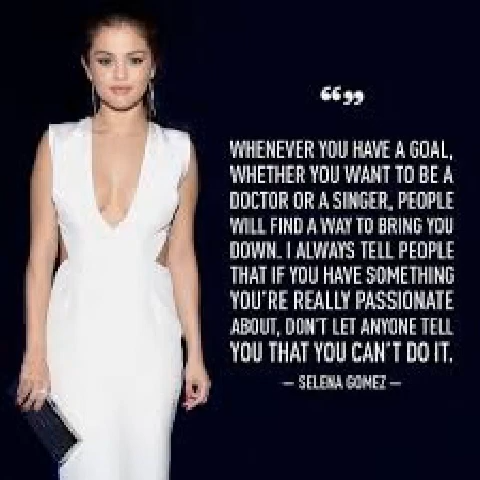 “”
WHENEVER YOU HAVE A GOAL,
WHETHER YOU WANT TO BE A
DOCTOR OR A SINGER, PEOPLE
WILL FIND A WAY TO BRING YOU
DOWN. I ALWAYS TELL PEOPLE
THAT IF YOU HAVE SOMETHING
YOU'RE REALLY PASSIONATE
ABOUT, DON'T LET ANYONE TELL
YOU THAT YOU CAN'T DO IT.
— SELENA GOMEZ —